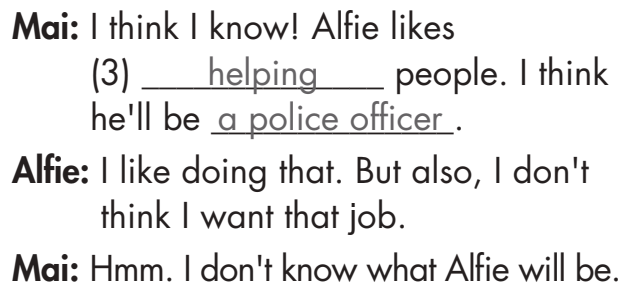 Mai: I think I know! Alfie likes
(3) helping people. I think
he'll be a police officer.
Alfie: I like doing that. But also, I don't
think I want that job.
Mai: Hmm. I don't know what Alfie will be.